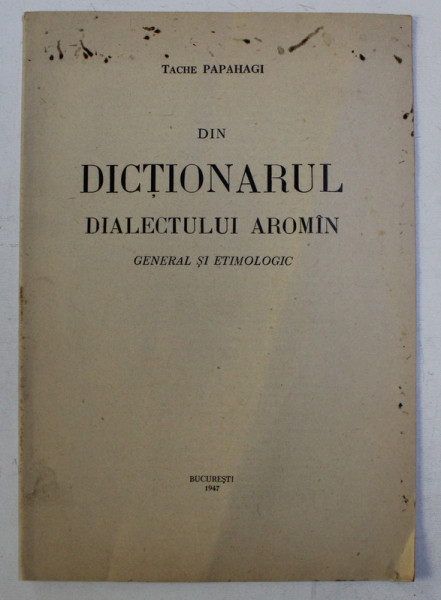 Tache PAPAHAGI
DIN
DICȚIONARUL
DIALECTULUI AROMÎN
GENERAL ȘI ETIMOLOGIC
BUCUREȘTI
1947